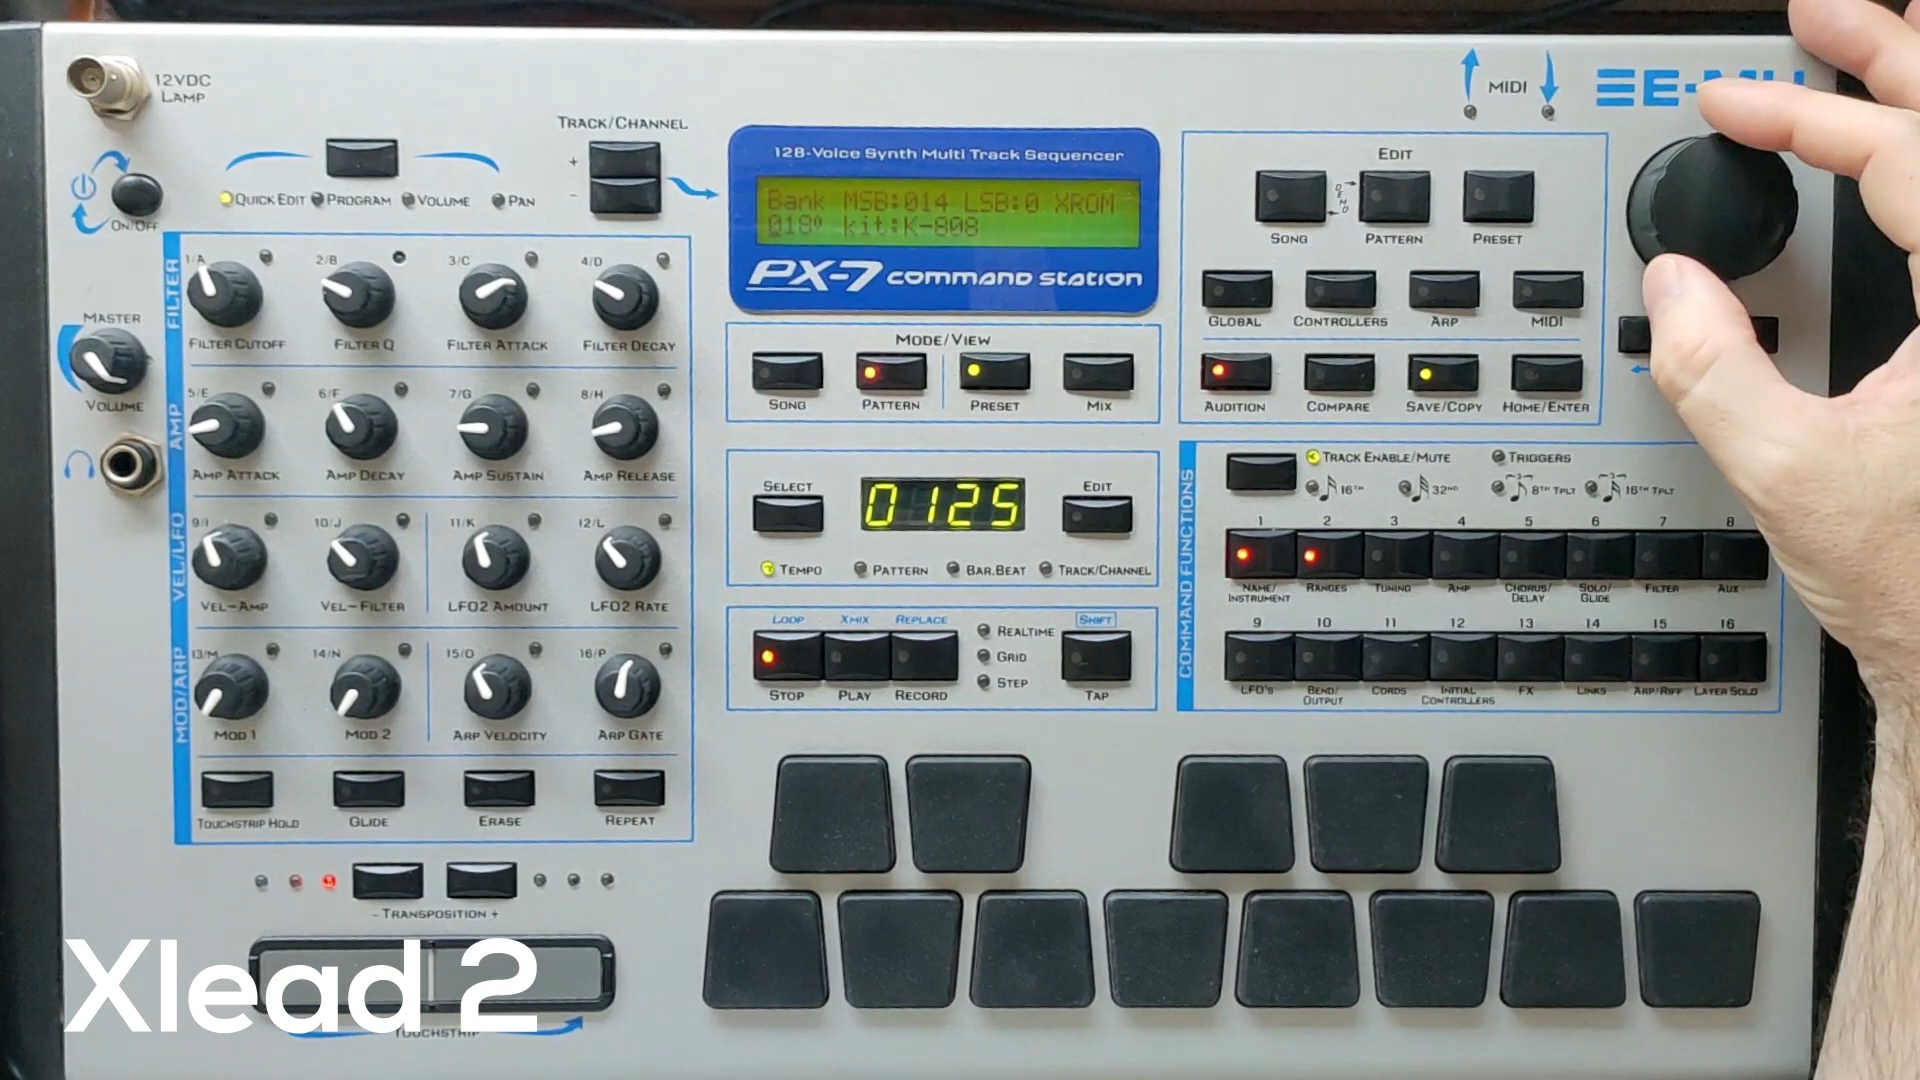 12VDC
LAMP
ON/OFF
MASTER
VOLUME
QUICK EDIT PROGRAM VOLUME PAN
TRACK/CHANNEL
+
-
FILTER
1/A 2/B 3/C 4/D
FILTER CUTOFF FILTER Q FILTER ATTACK FILTER DECAY
AMP
5/E 6/F 7/G 8/H
AMP ATTACK AMP DECAY AMP SUSTAIN AMP RELEASE
VEL/LFO
9/I 10/J 11/K 12/L
VEL-AMP VEL-FILTER LFO2 AMOUNT LFO2 RATE
MOD/ARP
13/M 14/N 15/O 16/P
MOD 1 MOD 2 ARP VELOCITY ARP GATE
TOUCHSTRIP HOLD GLIDE ERASE REPEAT
- TRANSPOSITION +
TOUCHSTRIP
Xlead 2
128-Voice Synth Multi Track Sequencer
Bank MSB:014 LSB:0 XROM
018⁰ kit:K-808
PX-7 COMMAND STATION
MODE/VIEW
SONG PATTERN PRESET MIX
SELECT EDIT
0125
TEMPO PATTERN BAR.BEAT TRACK/CHANNEL
LOOP XMIX REPLACE
STOP PLAY RECORD
REALTIME
GRID
STEP
SHIFT
TAP
MIDI
EDIT
DEMO
SONG PATTERN PRESET
GLOBAL CONTROLLERS ARP MIDI
AUDITION COMPARE SAVE/COPY HOME/ENTER
COMMAND FUNCTIONS
TRACK ENABLE/MUTE TRIGGERS
16TH 32ND 3 8TH TPLT 3 16TH TPLT
1 2 3 4 5 6 7 8
NAME/INSTRUMENT RANGES TUNING AMP CHORUS/DELAY SOLO/GLIDE FILTER AUX
9 10 11 12 13 14 15 16
LFO'S BEND/OUTPUT CORDS INITIAL CONTROLLERS FX LINKS ARP/RIFF LAYER SOLO